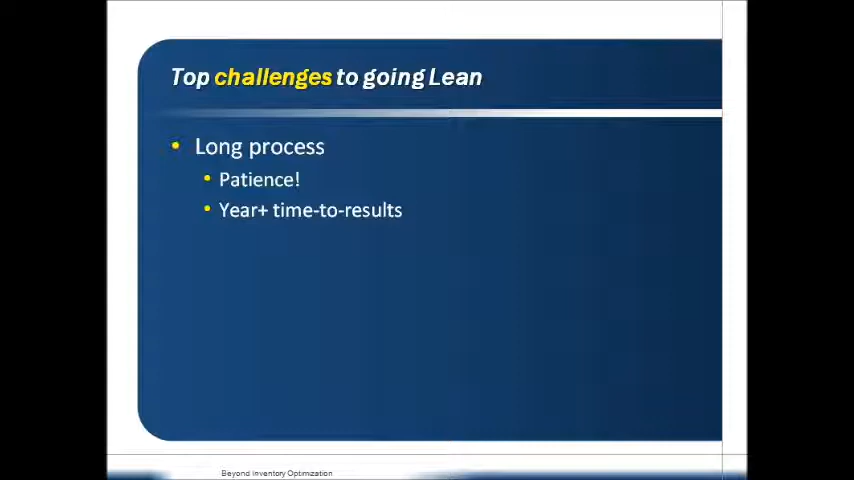 Top challenges to going Lean
• Long process
• Patience!
• Year+ time-to-results
Beyond Inventory Optimization